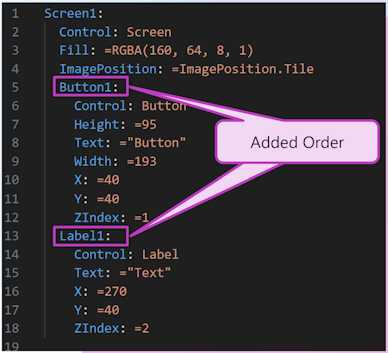 1 Screen1:
2 Control: Screen
3 Fill: =RGBA(160, 64, 8, 1)
4 ImagePosition: =ImagePosition.Tile
5 Button1:
6 Control: Button
7 Height: =95
8 Text: ="Button"
9 Width: =193
10 X: =40
11 Y: =40
12 ZIndex: =1
13 Label1:
14 Control: Label
15 Text: ="Text"
16 X: =270
17 Y: =40
18 ZIndex: =2
19
Added Order